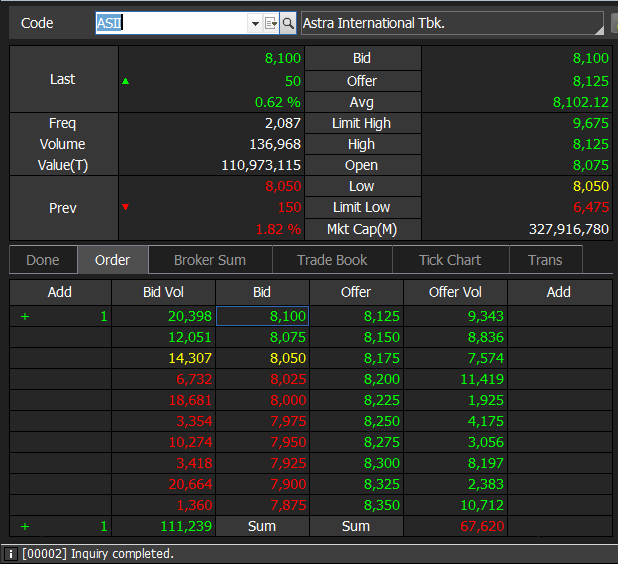 Code ASII Astra International Tbk.
Last 8,100 Bid 8,100
50 Offer 8,125
0.62 % Avg 8,102.12
Freq 2,087 Limit High 9,675
Volume 136,968 High 8,125
Value(T) 110,973,115 Open 8,075
Prev 8,050 Low 8,050
150 Limit Low 6,475
1.82 % Mkt Cap(M) 327,916,780
Done Order Broker Sum Trade Book Tick Chart Trans
Add Bid Vol Bid Offer Offer Vol Add
+ 1 20,398 8,100 8,125 9,343
12,051 8,075 8,150 8,836
14,307 8,050 8,175 7,574
6,732 8,025 8,200 11,419
18,681 8,000 8,225 1,925
3,354 7,975 8,250 4,175
10,274 7,950 8,275 3,056
3,418 7,925 8,300 8,197
20,664 7,900 8,325 2,383
1,360 7,875 8,350 10,712
+ 1 111,239 Sum Sum 67,620
[00002] Inquiry completed.